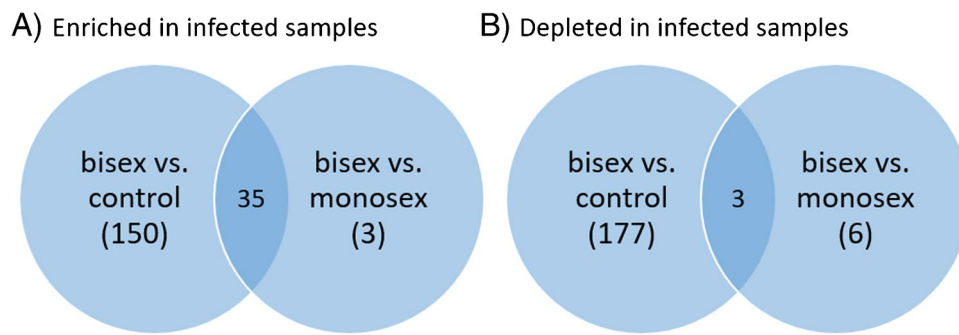 A) Enriched in infected samples
bisex vs.
control
(150)
35
bisex vs.
monosex
(3)
B) Depleted in infected samples
bisex vs.
control
(177)
3
bisex vs.
monosex
(6)